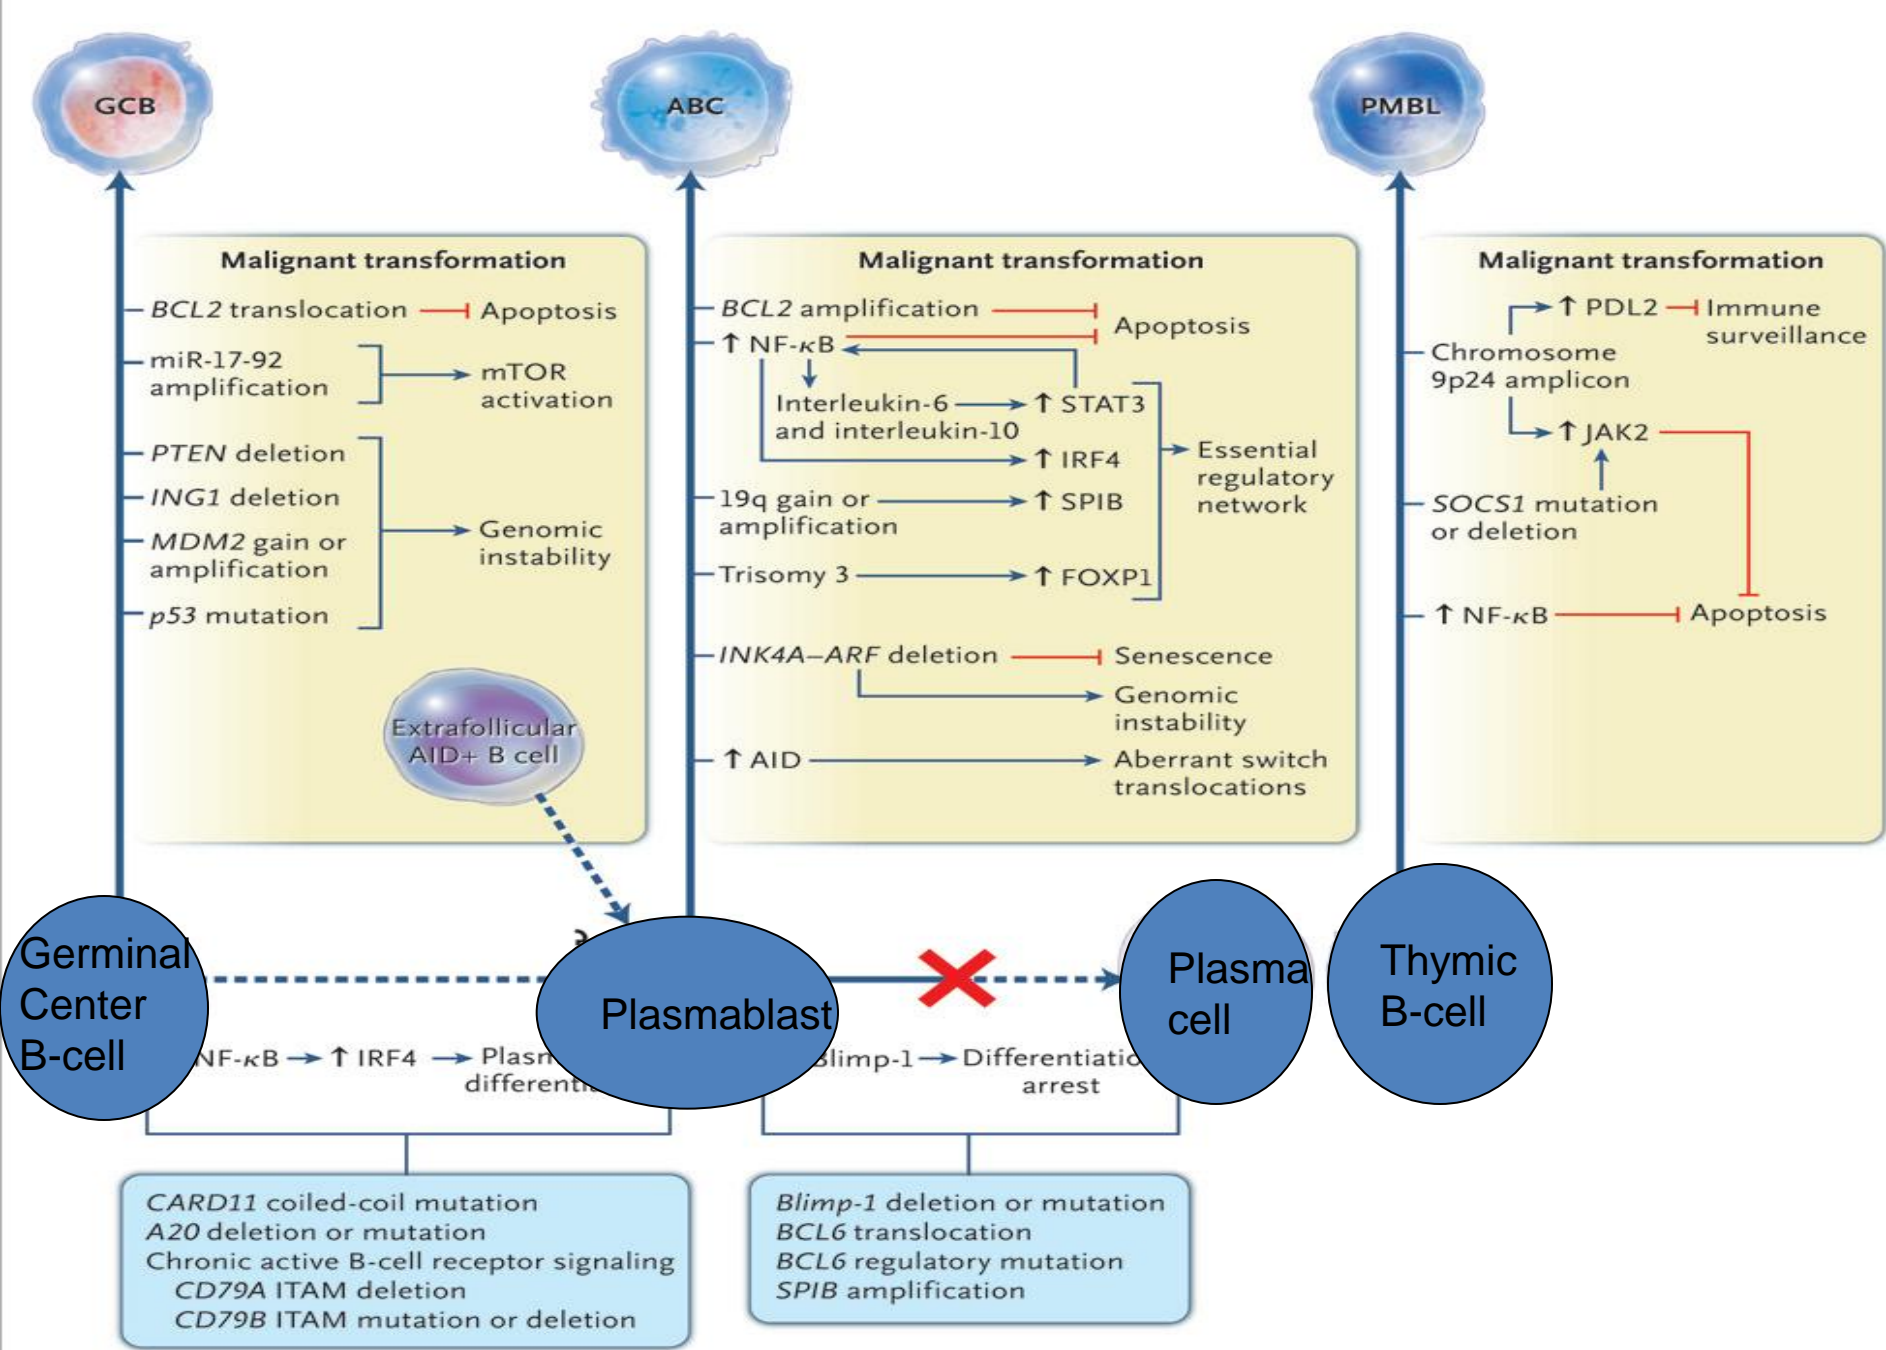 GCB
ABC
PMBL
Malignant transformation
BCL2 translocation
Apoptosis
miR-17-92
amplification
mTOR
activation
PTEN deletion
ING1 deletion
MDM2 gain or
amplification
p53 mutation
Genomic
instability
Extrafollicular
AID+ B cell
Malignant transformation
BCL2 amplification
↑ NF-κB
Apoptosis
Interleukin-6
and interleukin-10
↑ STAT3
↑ IRF4
19q gain or
amplification
↑ SPIB
Trisomy 3
↑ FOXP1
Essential
regulatory
network
INK4A–ARF deletion
Senescence
Genomic
instability
↑ AID
Aberrant switch
translocations
Malignant transformation
↑ PDL2
Immune
surveillance
Chromosome
9p24 amplicon
↑ JAK2
SOCS1 mutation
or deletion
↑ NF-κB
Apoptosis
Germinal
Center
B-cell
Plasmablast
Plasma
cell
Thymic
B-cell
NF-κB → ↑ IRF4 →
Blimp-1 →
arrest
CARD11 coiled-coil mutation
A20 deletion or mutation
Chronic active B-cell receptor signaling
CD79A ITAM deletion
CD79B ITAM mutation or deletion
Blimp-1 deletion or mutation
BCL6 translocation
BCL6 regulatory mutation
SPIB amplification